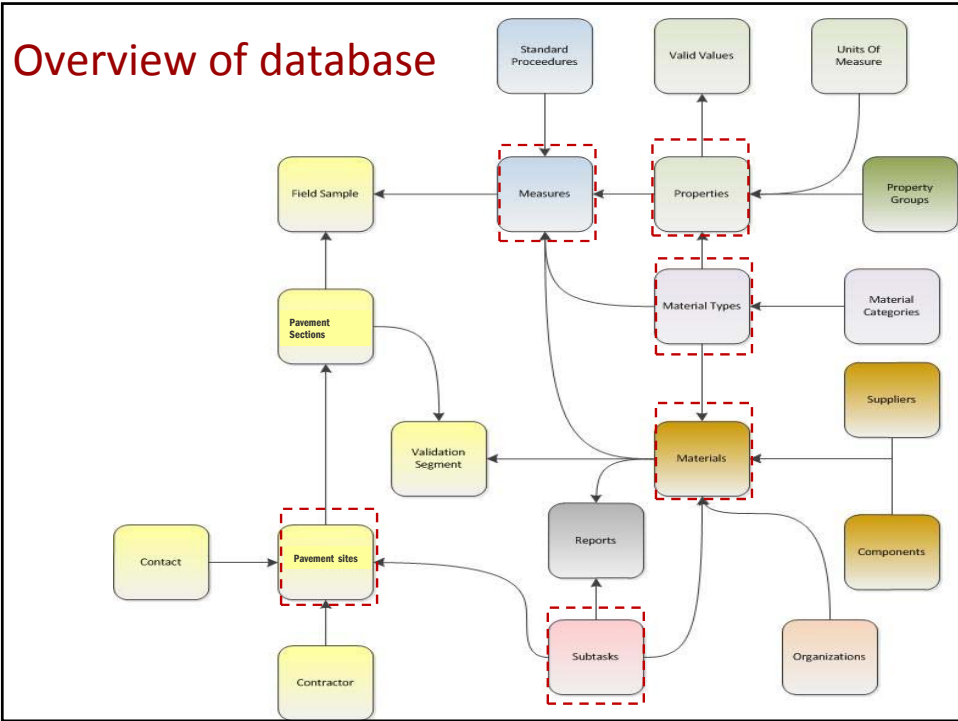 Overview of database
Standard
Proceedures
Valid Values
Units Of
Measure
Field Sample
Measures
Properties
Property
Groups
Pavement
Sections
Material Types
Material
Categories
Suppliers
Validation
Segment
Materials
Contact
Pavement sites
Reports
Components
Contractor
Subtasks
Organizations